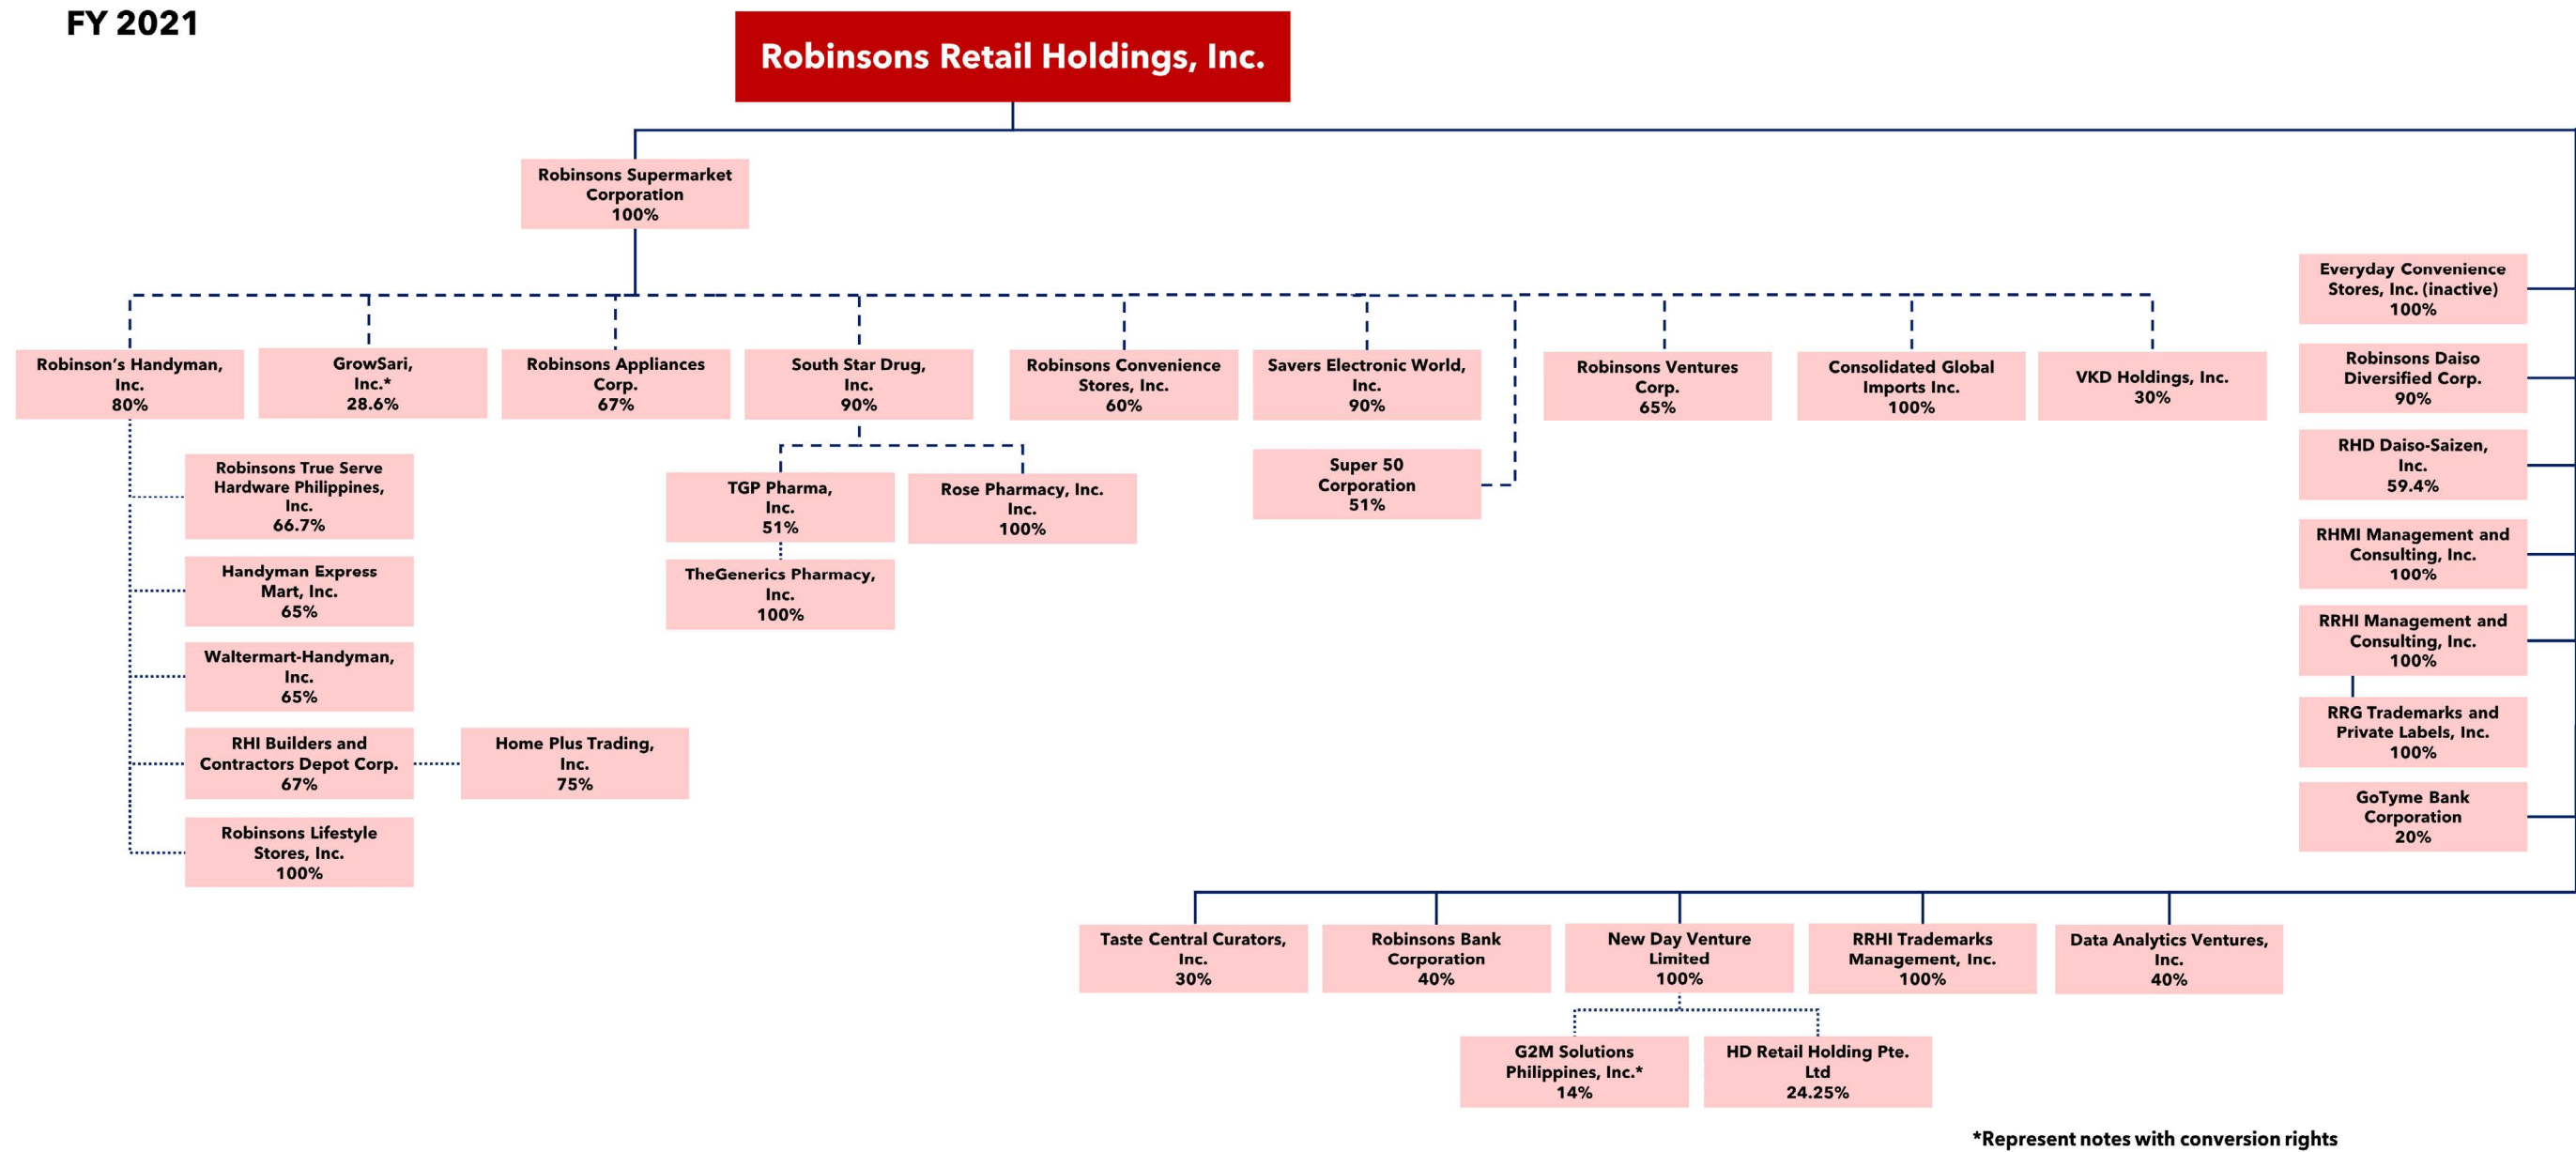 FY 2021
Robinsons Retail Holdings, Inc.
Robinsons Supermarket
Corporation
100%
Everyday Convenience
Stores, Inc. (inactive)
100%
Robinsons Daiso
Diversified Corp.
90%
RHD Daiso-Saizen,
Inc.
59.4%
RHMI Management and
Consulting, Inc.
100%
RRHI Management and
Consulting, Inc.
100%
RRG Trademarks and
Private Labels, Inc.
100%
GoTyme Bank
Corporation
20%
Robinson's Handyman,
Inc.
80%
GrowSari,
Inc.*
28.6%
Robinsons Appliances
Corp.
67%
South Star Drug,
Inc.
90%
Robinsons Convenience
Stores, Inc.
60%
Savers Electronic World,
Inc.
90%
Robinsons Ventures
Corp.
65%
Consolidated Global
Imports Inc.
100%
VKD Holdings, Inc.
30%
Super 50
Corporation
51%
TGP Pharma,
Inc.
51%
Rose Pharmacy, Inc.
Inc.
100%
TheGenerics Pharmacy,
Inc.
100%
Robinsons True Serve
Hardware Philippines,
Inc.
66.7%
Handyman Express
Mart, Inc.
65%
Waltermart-Handyman,
Inc.
65%
RHI Builders and
Contractors Depot Corp.
67%
Home Plus Trading,
Inc.
75%
Robinsons Lifestyle
Stores, Inc.
100%
Taste Central Curators,
Inc.
30%
Robinsons Bank
Corporation
40%
New Day Venture
Limited
100%
RRHI Trademarks
Management, Inc.
100%
Data Analytics Ventures,
Inc.
40%
G2M Solutions
Philippines, Inc.*
14%
HD Retail Holding Pte.
Ltd
24.25%
*Represent notes with conversion rights